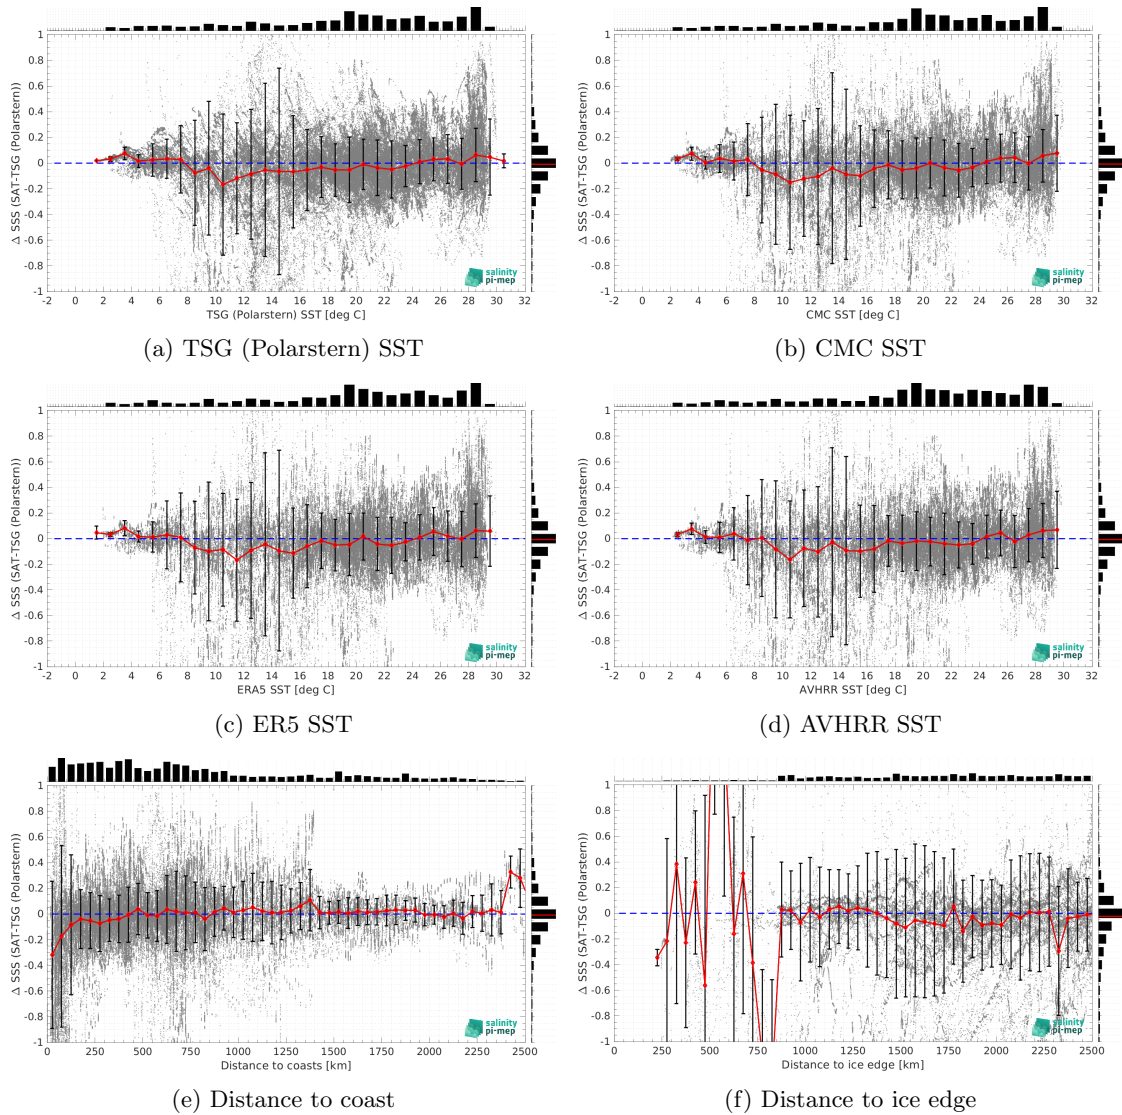 1
0.8
0.6
0.4
0.2
0
-0.2
-0.4
-0.6
-0.8
-1
Δ SSS (SAT-TSG (Polarstern))
salinity
pi-mep
-2 0 2 4 6 8 10 12 14 16 18 20 22 24 26 28 30 32
TSG (Polarstern) SST [deg C]
(a) TSG (Polarstern) SST
1
0.8
0.6
0.4
0.2
0
-0.2
-0.4
-0.6
-0.8
-1
Δ SSS (SAT-TSG (Polarstern))
salinity
pi-mep
-2 0 2 4 6 8 10 12 14 16 18 20 22 24 26 28 30 32
CMC SST [deg C]
(b) CMC SST
1
0.8
0.6
0.4
0.2
0
-0.2
-0.4
-0.6
-0.8
-1
Δ SSS (SAT-TSG (Polarstern))
salinity
pi-mep
-2 0 2 4 6 8 10 12 14 16 18 20 22 24 26 28 30 32
ERA5 SST [deg C]
(c) ER5 SST
1
0.8
0.6
0.4
0.2
0
-0.2
-0.4
-0.6
-0.8
-1
Δ SSS (SAT-TSG (Polarstern))
salinity
pi-mep
-2 0 2 4 6 8 10 12 14 16 18 20 22 24 26 28 30 32
AVHRR SST [deg C]
(d) AVHRR SST
1
0.8
0.6
0.4
0.2
0
-0.2
-0.4
-0.6
-0.8
-1
Δ SSS (SAT-TSG (Polarstern))
salinity
pi-mep
0 250 500 750 1000 1250 1500 1750 2000 2250 2500
Distance to coasts [km]
(e) Distance to coast
1
0.8
0.6
0.4
0.2
0
-0.2
-0.4
-0.6
-0.8
-1
Δ SSS (SAT-TSG (Polarstern))
salinity
pi-mep
0 250 500 750 1000 1250 1500 1750 2000 2250 2500
Distance to ice edge [km]
(f) Distance to ice edge